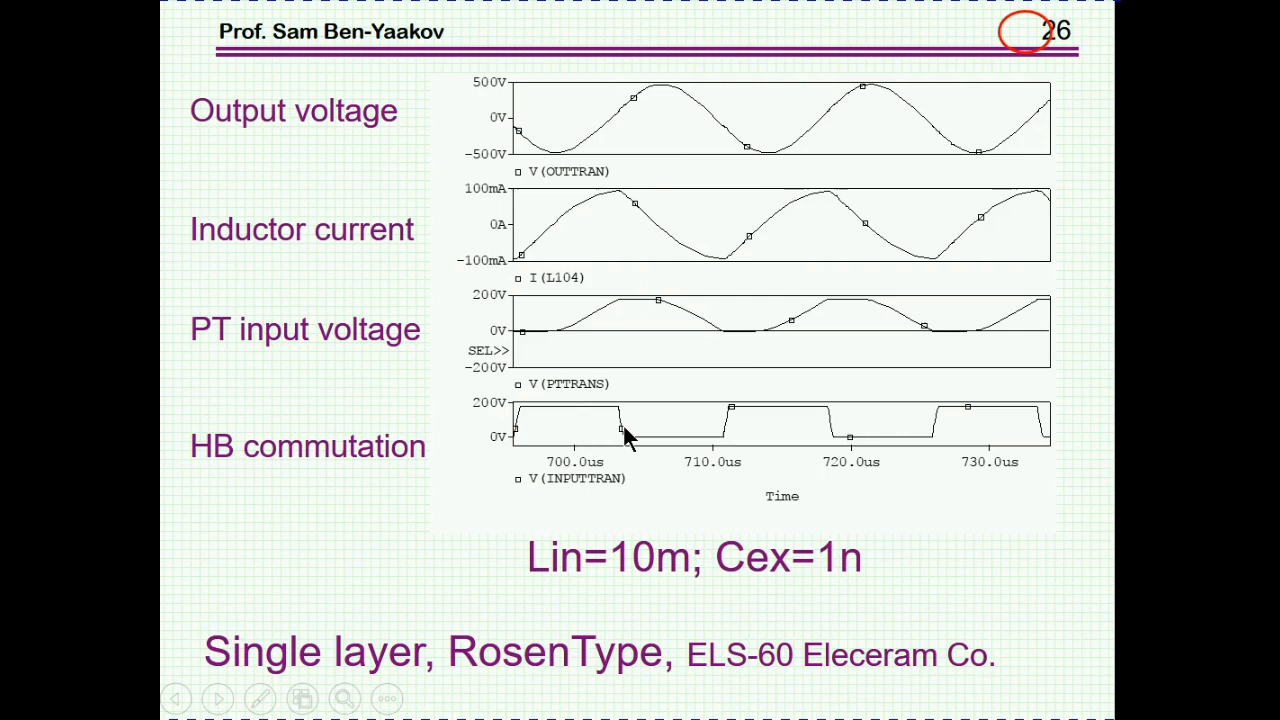 Prof. Sam Ben-Yaakov
26
Output voltage
500V
0V
-500V
V(OUTTRAN)
Inductor current
100mA
0A
-100mA
I(L104)
PT input voltage
200V
0V
SEL>>
-200V
V(PTTRANS)
HB commutation
200V
0V
700.0us 710.0us 720.0us 730.0us
V(INPUTTRAN)
Time
Lin=10m; Cex=1n
Single layer, RosenType, ELS-60 Eleceram Co.